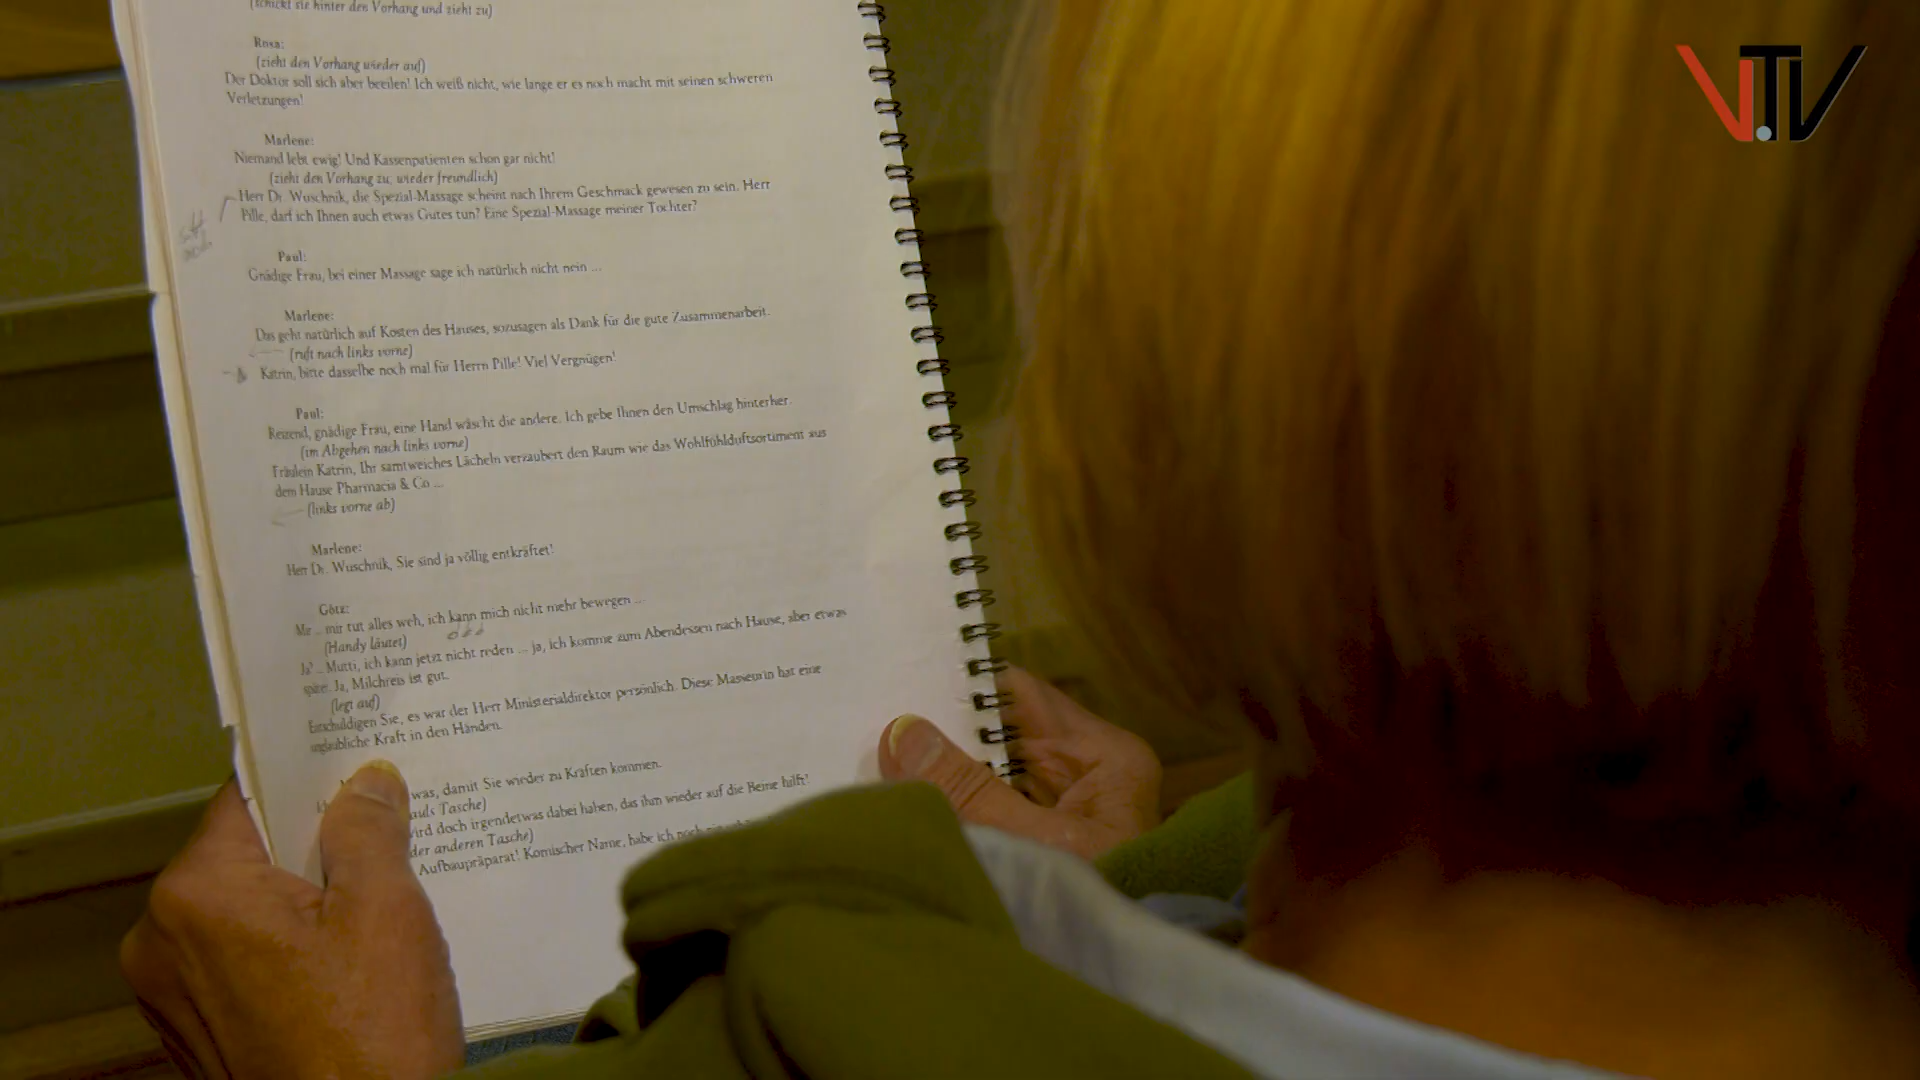 (schickt sie hinter den Vorhang und zieht zu)
Rosa:
(zieht den Vorhang wieder auf)
Der Doktor soll sich aber beeilen! Ich weiß nicht, wie lange er es noch macht mit seinen schweren
Verletzungen!
Marlene:
Niemand lebt ewig! Und Kassenpatienten schon gar nicht!
(zieht den Vorhang zu, wieder freundlich)
Herr Dr. Wuschnik, die Spezial-Massage scheint nach Ihrem Geschmack gewesen zu sein. Herr
Pille, darf ich Ihnen auch etwas Gutes tun? Eine Spezial-Massage meiner Tochter?
Paul:
Gnädige Frau, bei einer Massage sage ich natürlich nicht nein ...
Marlene:
Das geht natürlich auf Kosten des Hauses, sozusagen als Dank für die gute Zusammenarbeit.
(ruft nach links vorne)
Katrin, bitte dasselbe noch mal für Herrn Pille! Viel Vergnügen!
Paul:
Reizend, gnädige Frau, eine Hand wäscht die andere. Ich gebe Ihnen den Umschlag hinterher.
(im Abgehen nach links vorne)
Fräulein Katrin, Ihr samtweiches Lächeln verzaubert den Raum wie das Wohlfühlduftsortiment aus
dem Hause Pharmacia & Co ...
(links vorne ab)
Marlene:
Herr Dr. Wuschnik, Sie sind ja völlig entkräftet!
Götz:
Mir ... mir tut alles weh, ich kann mich nicht mehr bewegen ...
(Handy läutet)
Ja? ... Mutti, ich kann jetzt nicht reden ... ja, ich komme zum Abendessen nach Hause, aber etwas
später. Ja, Milchreis ist gut.
(legt auf)
Entschuldigen Sie, es war der Herr Ministerialdirektor persönlich. Diese Masseurin hat eine
unglaubliche Kraft in den Händen.
was, damit Sie wieder zu Kräften kommen.
auls Tasche)
wird doch irgendetwas dabei haben, das ihm wieder auf die Beine hilft!
der anderen Tasche)
Aufbaupräparat! Komischer Name, habe ich noch
V.TV